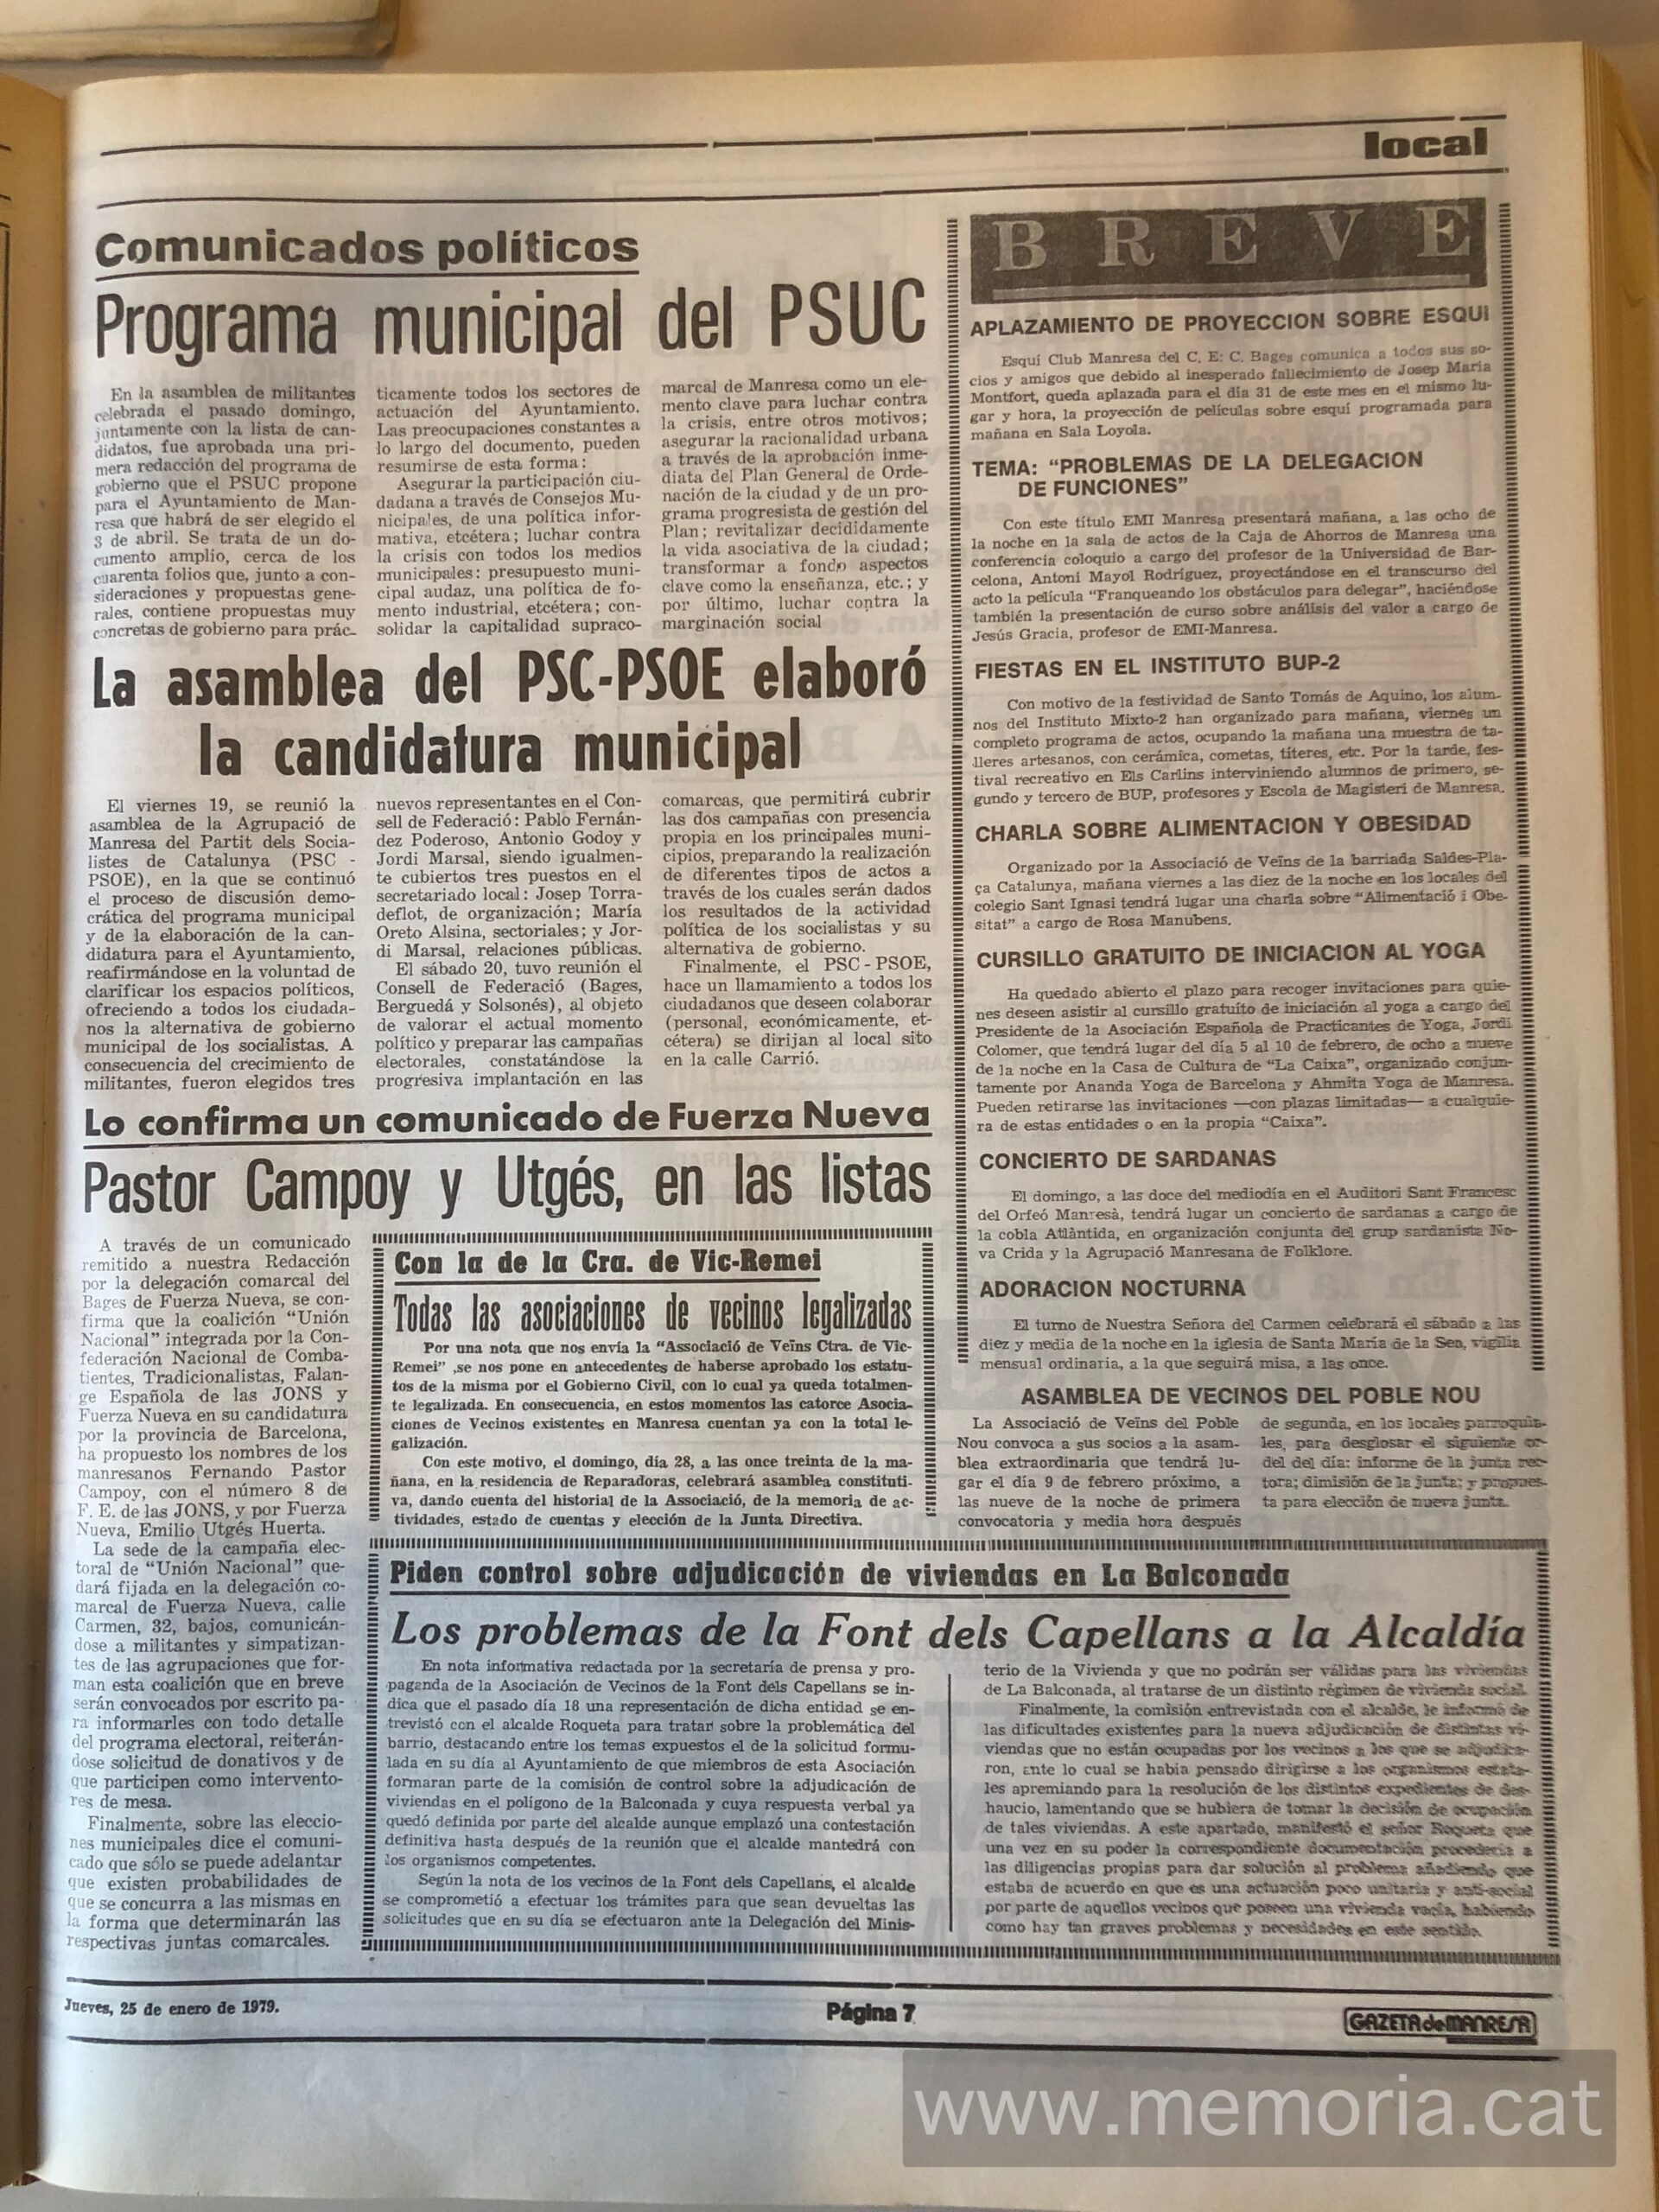 local
Comunicados políticos
Programa municipal del PSUC
En la asamblea de militantes
celebrada el pasado domingo,
juntamente con la lista de can-
didatos, fue aprobada una pri-
mera redacción del programa de
gobierno que el PSUC propone
para el Ayuntamiento de Man-
resa que habrá de ser elegido el
3 de abril. Se trata de un do-
cumento amplio, cerca de los
cuarenta folios que, junto a con-
sideraciones y propuestas gene-
rales, contiene propuestas muy
concretas de gobierno para prác-
ticamente todos los sectores de
actuación del Ayuntamiento.
Las preocupaciones constantes a
lo largo del documento, pueden
resumirse de esta forma:
Asegurar la participación ciu-
dadana a través de Consejos Mu-
nicipales, de una política infor-
mativa, etcétera; luchar contra
la crisis con todos los medios
municipales: presupuesto muni-
cipal audaz, una política de fo-
mento industrial, etcétera; con-
solidar la capitalidad supraco-
marcal de Manresa como un ele-
mento clave para luchar contra
la crisis, entre otros motivos;
asegurar la racionalidad urbana
a través de la aprobación inme-
diata del Plan General de Orde-
nación de la ciudad y de un pro-
grama progresista de gestión del
Plan; revitalizar decididamente
la vida asociativa de la ciudad;
transformar a fondo aspectos
clave como la enseñanza, etc.; y
por último, luchar contra la
marginación social
La asamblea del PSC-PSOE elaboró
la candidatura municipal
El viernes 19, se reunió la
asamblea de la Agrupació de
Manresa del Partit dels Socia-
listes de Catalunya (PSC -
PSOE), en la que se continuó
el proceso de discusión demo-
crática del programa municipal
y de la elaboración de la can-
didatura para el Ayuntamiento,
reafirmándose en la voluntad de
clarificar los espacios políticos,
ofreciendo a todos los ciudada-
nos la alternativa de gobierno
municipal de los socialistas. A
consecuencia del crecimiento de
militantes, fueron elegidos tres
nuevos representantes en el Con-
sell de Federació: Pablo Fernán-
dez Poderoso, Antonio Godoy y
Jordi Marsal, siendo igualmen-
te cubiertos tres puestos en el
secretariado local: Josep Torra-
deflot, de organización; María
Oreto Alsina, sectoriales; y Jor-
di Marsal, relaciones públicas.
El sábado 20, tuvo reunión el
Consell de Federació (Bages,
Berguedá y Solsonés), al objeto
de valorar el actual momento
político y preparar las campañas
electorales, constatándose la
progresiva implantación en las
comarcas, que permitirá cubrir
las dos campañas con presencia
propia en los principales muni-
cipios, preparando la realización
de diferentes tipos de actos a
través de los cuales serán dados
los resultados de la actividad
política de los socialistas y su
alternativa de gobierno.
Finalmente, el PSC-PSOE,
hace un llamamiento a todos los
ciudadanos que deseen colaborar
(personal, económicamente, et-
cétera) se dirijan al local sito
en la calle Carrió.
Lo confirma un comunicado de Fuerza Nueva
Pastor Campoy y Utgés, en las listas
A través de un comunicado
remitido a nuestra Redacción
por la delegación comarcal del
Bages de Fuerza Nueva, se con-
firma que la coalición "Unión
Nacional" integrada por la Con-
federación Nacional de Comba-
tientes, Tradicionalistas, Falan-
ge Española de las JONS y
Fuerza Nueva en su candidatura
por la provincia de Barcelona,
ha propuesto los nombres de los
manresanos Fernando Pastor
Campoy, con el número 8 de
F. E. de las JONS, y por Fuerza
Nueva, Emilio Utgés Huerta.
La sede de la campaña elec-
toral de "Unión Nacional" que-
dará fijada en la delegación co-
marcal de Fuerza Nueva, calle
Carmen, 32, bajos, comunicán-
dose a militantes y simpatizan-
tes de las agrupaciones que for-
man esta coalición que en breve
serán convocados por escrito pa-
ra informarles con todo detalle
del programa electoral, reiterán-
dose solicitud de donativos y de
que participen como intervento-
res de mesa.
Finalmente, sobre las eleccio-
nes municipales dice el comuni-
cado que sólo se puede adelantar
que existen probabilidades de
que se concurra a las mismas en
la forma que determinarán las
respectivas juntas comarcales.
Con la de la Cra. de Vic-Remei
Todas las asociaciones de vecinos legalizadas
Por una nota que nos envía la "Associació de Veïns Ctra. de Vic-
Remei" ,se nos pone en antecedentes de haberse aprobado los estatu-
tos de la misma por el Gobierno Civil, con lo cual ya queda totalmen-
te legalizada. En consecuencia, en estos momentos las catorce Asocia-
ciones de Vecinos existentes en Manresa cuentan ya con la total le-
galización.
Con este motivo, el domingo, día 28, a las once treinta de la ma-
ñana, en la residencia de Reparadoras, celebrará asamblea constituti-
va, dando cuenta del historial de la Associació, de la memoria de ac-
tividades, estado de cuentas y elección de la Junta Directiva.
BREVE
APLAZAMIENTO DE PROYECCION SOBRE ESQUI
Esquí Club Manresa del C. E: C. Bages comunica a todos sus so-
cios y amigos que debido al inesperado fallecimiento de Josep Maria
Montfort, queda aplazada para el día 31 de este mes en el mismo lu-
gar y hora, la proyección de películas sobre esquí programada para
mañana en Sala Loyola.
TEMA: "PROBLEMAS DE LA DELEGACION
DE FUNCIONES"
Con este título EMI Manresa presentará mañana, a las ocho de
la noche en la sala de actos de la Caja de Ahorros de Manresa una
conferencia coloquio a cargo del profesor de la Universidad de Bar-
celona, Antoni Mayol Rodríguez, proyectándose en el transcurso del
acto la película "Franqueando los obstáculos para delegar", haciéndose
también la presentación de curso sobre análisis del valor a cargo de
Jesús Gracia, profesor de EMI-Manresa.
FIESTAS EN EL INSTITUTO BUP-2
Con motivo de la festividad de Santo Tomás de Aquino, los alum-
nos del Instituto Mixto-2 han organizado para mañana, viernes un
completo programa de actos, ocupando la mañana una muestra de ta-
lleres artesanos, con cerámica, cometas, títeres, etc. Por la tarde, fes-
tival recreativo en Els Carlins interviniendo alumnos de primero, se-
gundo y tercero de BUP, profesores y Escola de Magisteri de Manresa.
CHARLA SOBRE ALIMENTACION Y OBESIDAD
Organizado por la Associació de Veïns de la barriada Saldes-Pla-
ça Catalunya, mañana viernes a las diez de la noche en los locales del
colegio Sant Ignasi tendrá lugar una charla sobre "Alimentació i Obe-
sitat" a cargo de Rosa Manubens.
CURSILLO GRATUITO DE INICIACION AL YOGA
Ha quedado abierto el plazo para recoger invitaciones para quie-
nes deseen asistir al cursillo gratuíto de iniciación al yoga a cargo del
Presidente de la Asociación Española de Practicantes de Yoga, Jordi
Colomer, que tendrá lugar del día 5 al 10 de febrero, de ocho a nueve
de la noche en la Casa de Cultura de "La Caixa", organizado conjun-
tamente por Ananda Yoga de Barcelona y Ahmita Yoga de Manresa.
Pueden retirarse las invitaciones —con plazas limitadas— a cualquie-
ra de estas entidades o en la propia "Caixa".
CONCIERTO DE SARDANAS
El domingo, a las doce del mediodía en el Auditori Sant Francesc
del Orfeó Manresà, tendrá lugar un concierto de sardanas a cargo de
la cobla Atlàntida, en organización conjunta del grup sardanista No-
va Crida y la Agrupació Manresana de Folklore.
ADORACION NOCTURNA
El turno de Nuestra Señora del Carmen celebrará el sábado a las
diez y media de la noche en la iglesia de Santa María de la Seo, vigilia
mensual ordinaria, a la que seguirá misa, a las once.
ASAMBLEA DE VECINOS DEL POBLE NOU
La Associació de Veïns del Poble
Nou convoca a sus socios a la asam-
blea extraordinaria que tendrá lu-
gar el día 9 de febrero próximo, a
las nueve de la noche de primera
convocatoria y media hora después
de segunda, en los locales parroquia-
les, para desglosar el siguiente or-
del del día: informe de la junta rec-
tora; dimisión de la junta; y propues-
ta para elección de nueva junta.
Piden control sobre adjudicación de viviendas en La Balconada
Los problemas de la Font dels Capellans a la Alcaldía
En nota informativa redactada por la secretaría de prensa y pro-
paganda de la Asociación de Vecinos de la Font dels Capellans se in-
dica que el pasado día 18 una representación de dicha entidad se en-
trevistó con el alcalde Roqueta para tratar sobre la problemática del
barrio, destacando entre los temas expuestos el de la solicitud formu-
lada en su día al Ayuntamiento de que miembros de esta Asociación
formaran parte de la comisión de control sobre la adjudicación de
viviendas en el polígono de la Balconada y cuya respuesta verbal ya
quedó definida por parte del alcalde aunque emplazó una contestación
definitiva hasta después de la reunión que el alcalde mantedrá con
los organismos competentes.
Según la nota de los vecinos de la Font dels Capellans, el alcalde
se comprometió a efectuar los trámites para que sean devueltas las
solicitudes que en su día se efectuaron ante la Delegación del Minis-
terio de la Vivienda y que no podrán ser válidas para las viviendas
de La Balconada, al tratarse de un distinto régimen de vivienda social.
Finalmente, la comisión entrevistada con el alcalde, le informó de
las dificultades existentes para la nueva adjudicación de distintas vi-
viendas que no están ocupadas por los vecinos a los que se adjudica-
ron, ante lo cual se había pensado dirigirse a los organismos estata-
les apremiando para la resolución de los distintos expedientes de des-
haucio, lamentando que se hubiera de tomar la decisión de ocupación
de tales viviendas. A este apartado, manifestó el señor Roqueta que
una vez en su poder la correspondiente documentación procedería a
las diligencias propias para dar solución al problema añadiendo que
estaba de acuerdo en que es una actuación poco unitaria y anti-social
por parte de aquellos vecinos que poseen una vivienda vacía, habiendo
como hay tan graves problemas y necesidades en este sentido.
Jueves, 25 de enero de 1979.
Página 7
GAZETA de MANRESA
www.memoria.cat